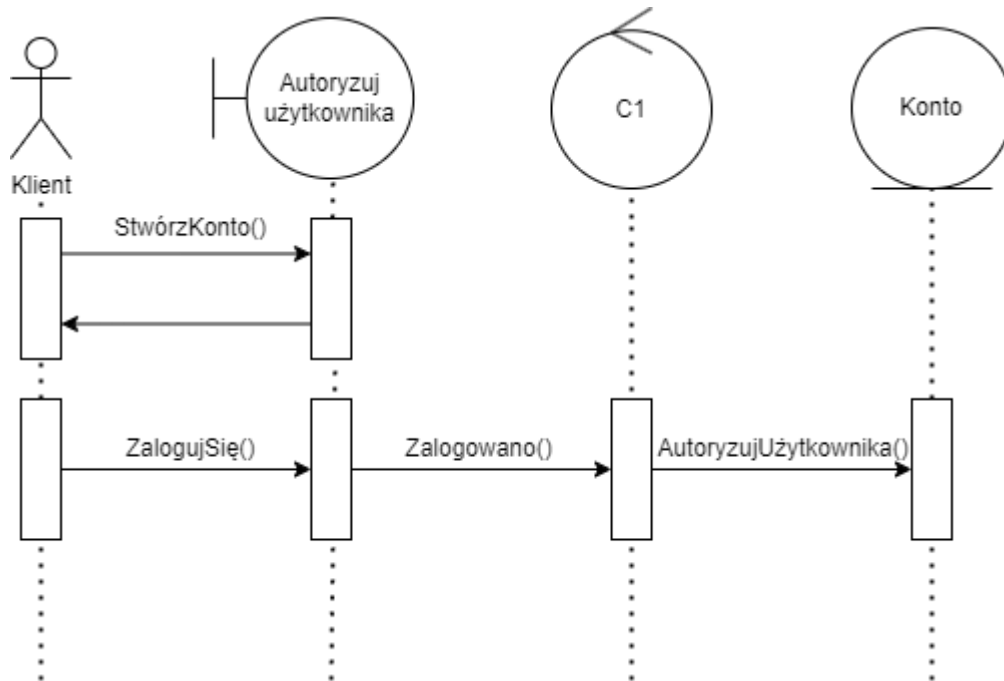 Autoryzuj
użytkownika
C1
Konto
Klient
StwórzKonto()
ZalogujSię()
Zalogowano()
AutoryzujUżytkownika()